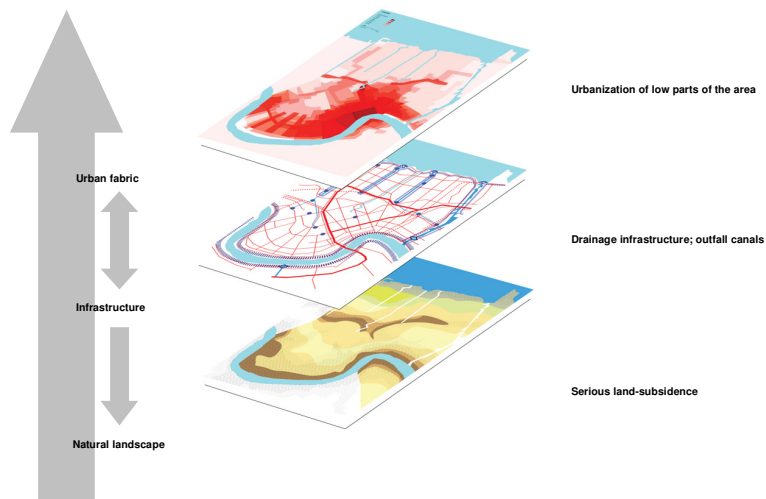 Urbanization of low parts of the area
Urban fabric
Drainage infrastructure; outfall canals
Infrastructure
Serious land-subsidence
Natural landscape